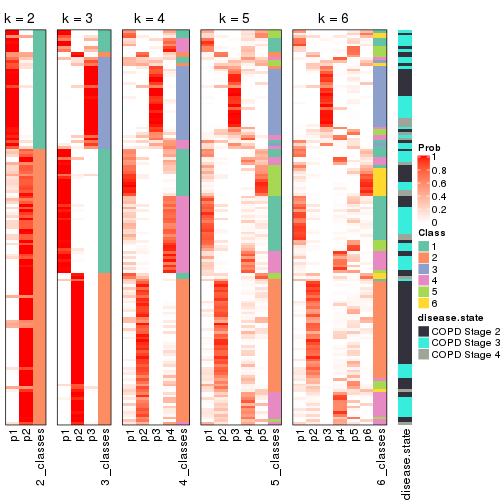 k = 2
k = 3
k = 4
k = 5
k = 6
Prob
1
0.8
0.6
0.4
0.2
0
Class
1
2
3
4
5
6
disease.state
COPD Stage 2
COPD Stage 3
COPD Stage 4
p1
p2
2_classes
p1
p2
p3
3_classes
p1
p2
p3
p4
4_classes
p1
p2
p3
p4
p5
5_classes
p1
p2
p3
p4
p5
p6
6_classes
disease.state